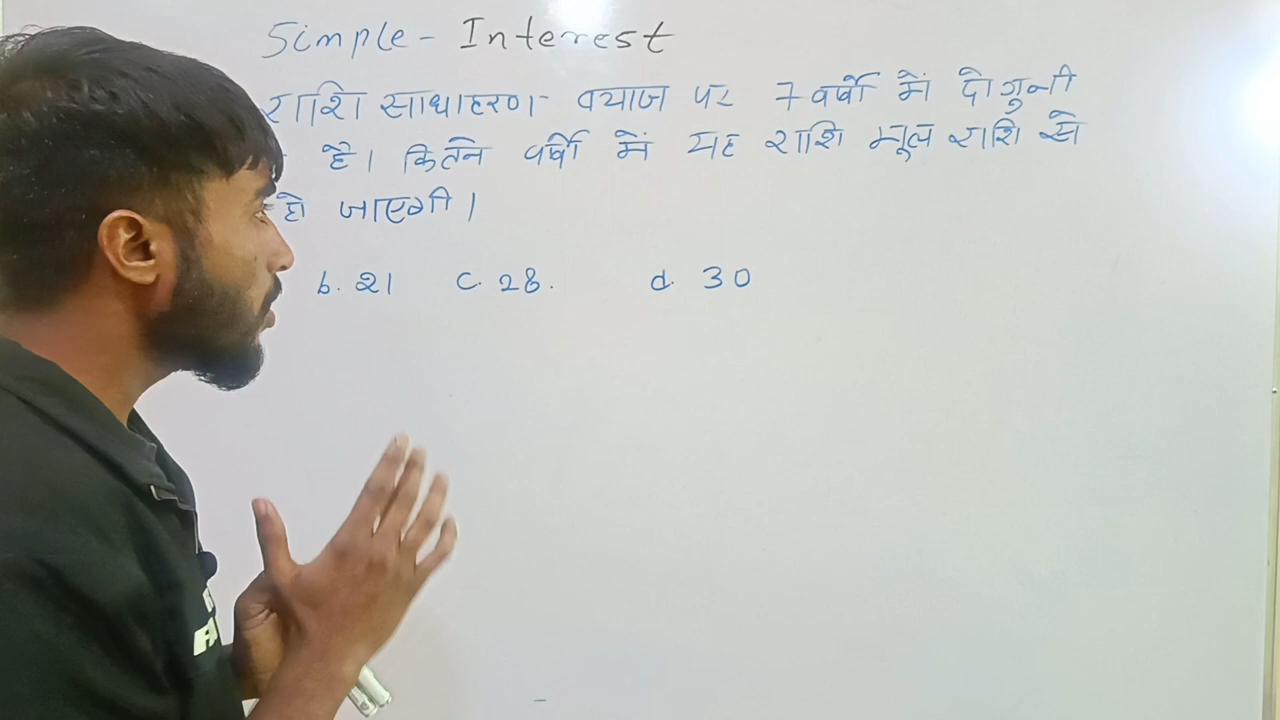 Simple - Interest
राशि साधाहरण ब्याज पर 7 वर्षो में दोगुनी
है। कितने वर्षो में यह राशि मूल राशि से
हो जाएगी।
b. 21 c. 28. d. 30